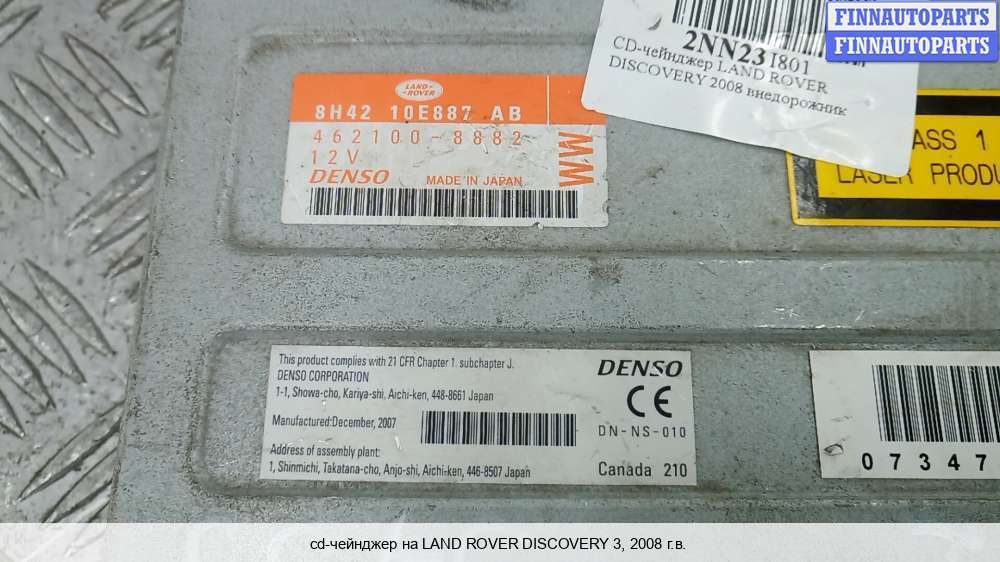 FINNAUTOPARTS
FINNAUTOPARTS
2NN23I801
CD-чейнджер LAND ROVER
DISCOVERY 2008 внедорожник
LAND-
-ROVER
8H42 10E887 AB
462100-8882
12V
DENSO MADE IN JAPAN
MM
ASS 1
LASER PRODU
This product complies with 21 CFR Chapter 1. subchapter J.
DENSO CORPORATION
1-1, Showa-cho, Kariya-shi, Aichi-ken, 448-8661 Japan
Manufactured:December, 2007
Address of assembly plant:
1, Shinmichi, Takatana-cho, Anjo-shi, Aichi-ken, 446-8507 Japan
DENSO
CE
DN-NS-010
Canada 210
07347
cd-чейнджер на LAND ROVER DISCOVERY 3, 2008 г.в.